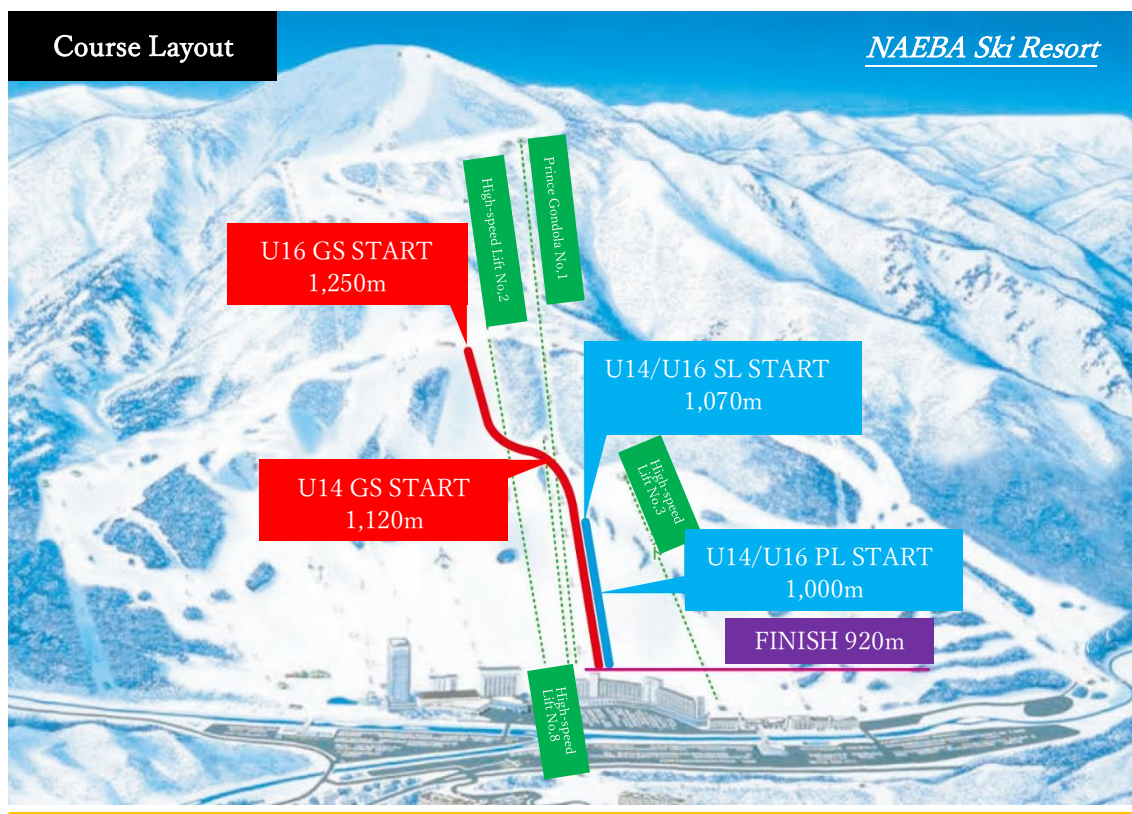 Course Layout
NAEBA Ski Resort
High-speed Lift No,2
Prince Gondola No,1
U16 GS START
1,250m
U14/U16 SL START
1,070m
U14 GS START
1,120m
High-speed
Lift No,3
U14/U16 PL START
1,000m
FINISH 920m
High-speed
Lift No,8